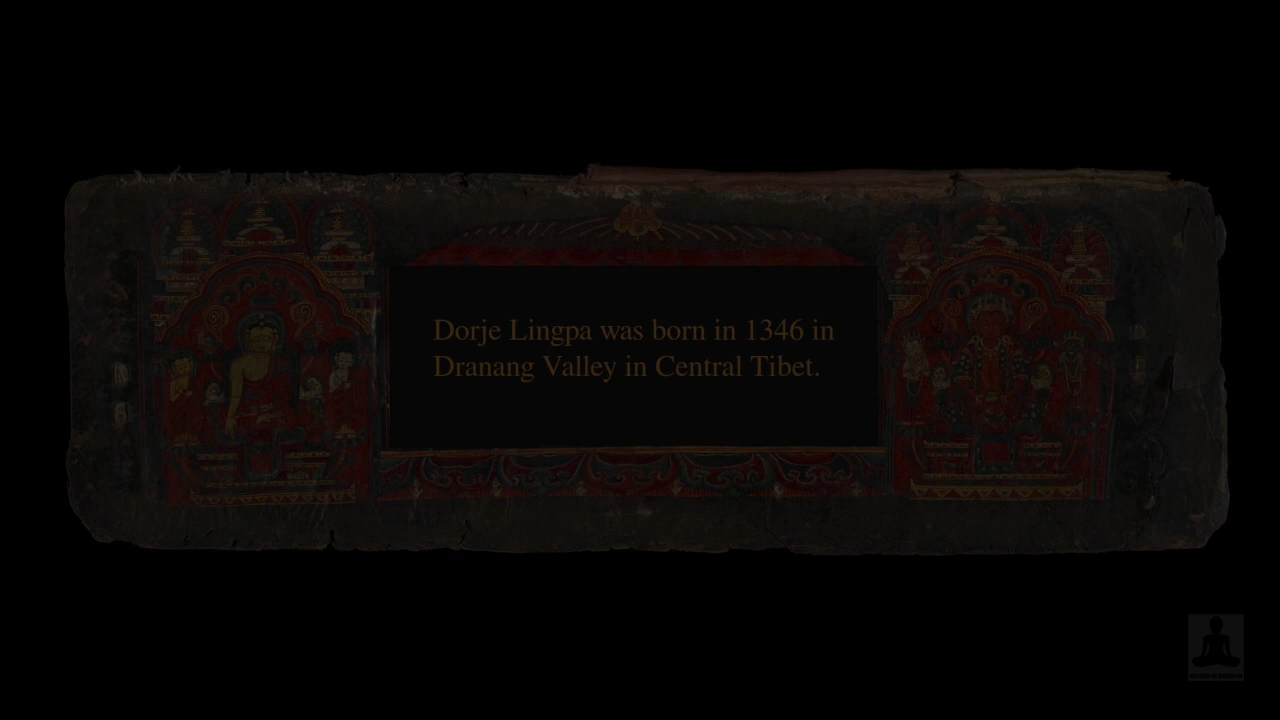 Dorje Lingpa was born in 1346 in
Dranang Valley in Central Tibet.